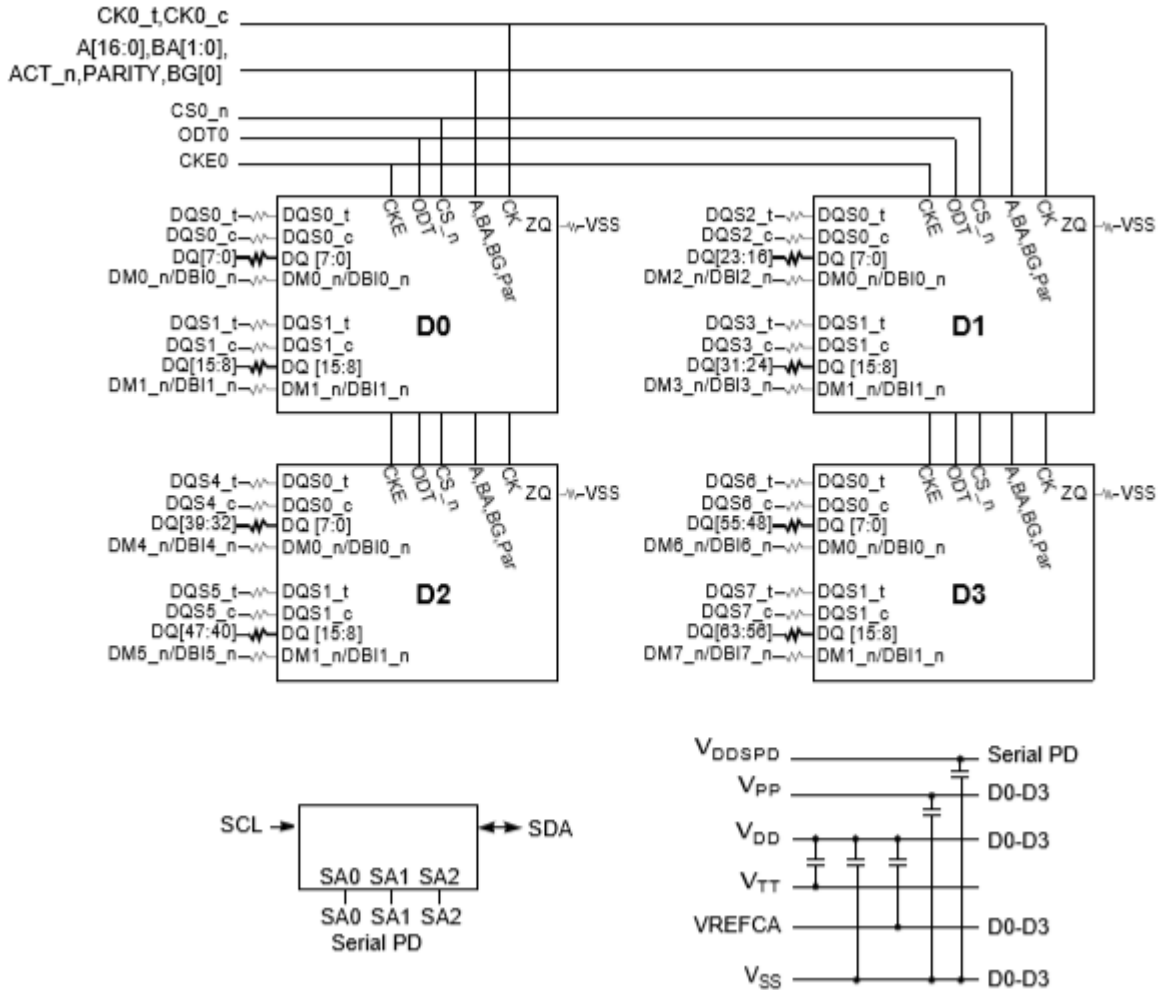 CK0_t,CK0_c
A[16:0],BA[1:0],
ACT_n,PARITY,BG[0]
CS0_n
ODT0
CKE0
CKE ODT CS_n A,BA,BG,Par CK ZQ VSS
DQS0_t DQS0_t
DQS0_c DQS0_c
DQ[7:0] DQ [7:0]
DM0_n/DBI0_n DM0_n/DBI0_n
D0
DQS1_t DQS1_t
DQS1_c DQS1_c
DQ[15:8] DQ [15:8]
DM1_n/DBI1_n DM1_n/DBI1_n
CKE ODT CS_n A,BA,BG,Par CK ZQ VSS
DQS2_t DQS0_t
DQS2_c DQS0_c
DQ[23:16] DQ [7:0]
DM2_n/DBI2_n DM0_n/DBI0_n
D1
DQS3_t DQS1_t
DQS3_c DQS1_c
DQ[31:24] DQ [15:8]
DM3_n/DBI3_n DM1_n/DBI1_n
CKE ODT CS_n A,BA,BG,Par CK ZQ VSS
DQS4_t DQS0_t
DQS4_c DQS0_c
DQ[39:32] DQ [7:0]
DM4_n/DBI4_n DM0_n/DBI0_n
D2
DQS5_t DQS1_t
DQS5_c DQS1_c
DQ[47:40] DQ [15:8]
DM5_n/DBI5_n DM1_n/DBI1_n
CKE ODT CS_n A,BA,BG,Par CK ZQ VSS
DQS6_t DQS0_t
DQS6_c DQS0_c
DQ[55:48] DQ [7:0]
DM6_n/DBI6_n DM0_n/DBI0_n
D3
DQS7_t DQS1_t
DQS7_c DQS1_c
DQ[63:56] DQ [15:8]
DM7_n/DBI7_n DM1_n/DBI1_n
SCL SDA
SA0 SA1 SA2
SA0 SA1 SA2
Serial PD
VDDSPD Serial PD
VPP D0-D3
VDD D0-D3
VTT
VREFCA D0-D3
VSS D0-D3